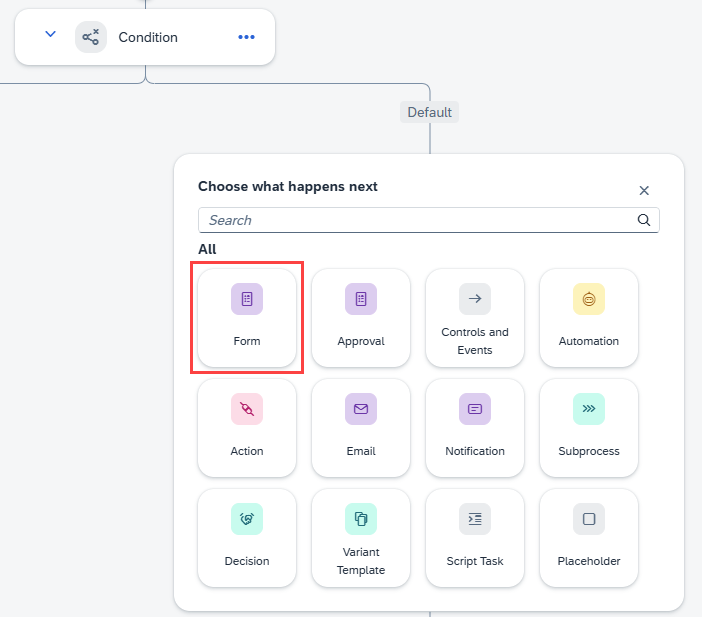 Condition
Default
Choose what happens next
Search
All
Form
Approval
Controls and
Events
Automation
Action
Email
Notification
Subprocess
Decision
Variant
Template
Script Task
Placeholder